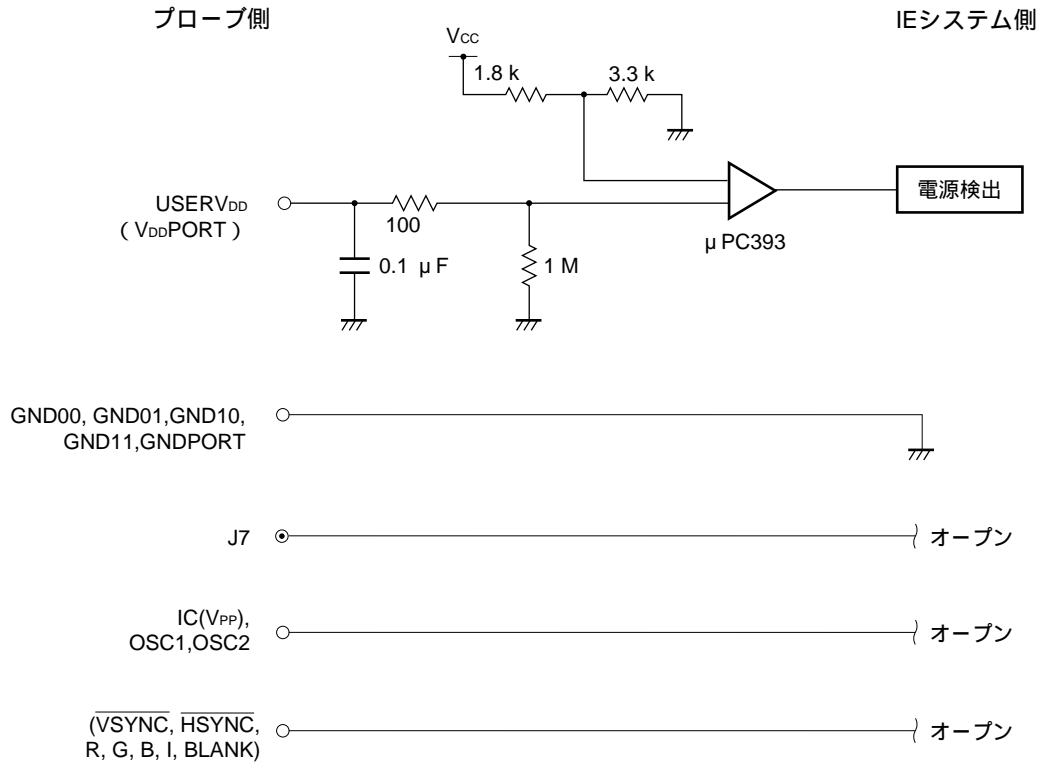 プローブ側
IEシステム側
VCC
1.8 k
3.3 k
USERVDD
( VDDPORT )
100
0.1 μF
1 M
μPC393
電源検出
GND00, GND01,GND10,
GND11,GNDPORT
J7
オープン
IC(VPP),
OSC1,OSC2
オープン
(VSYNC, HSYNC,
R, G, B, I, BLANK)
オープン